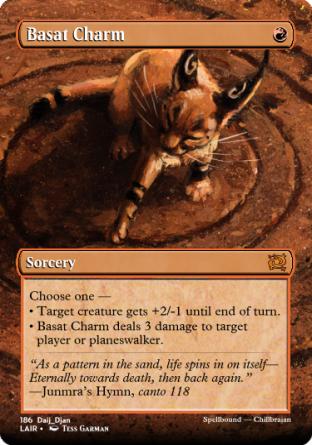 Basat Charm
Sorcery
Choose one —
• Target creature gets +2/-1 until end of turn.
• Basat Charm deals 3 damage to target
player or planeswalker.
“As a pattern in the sand, life spins in on itself—
Eternally towards death, then back again.”
—Junmra's Hymn, canto 118
186 Daij_Djan
Spellbound — Chillbrajan
LAIR • Tess Garman